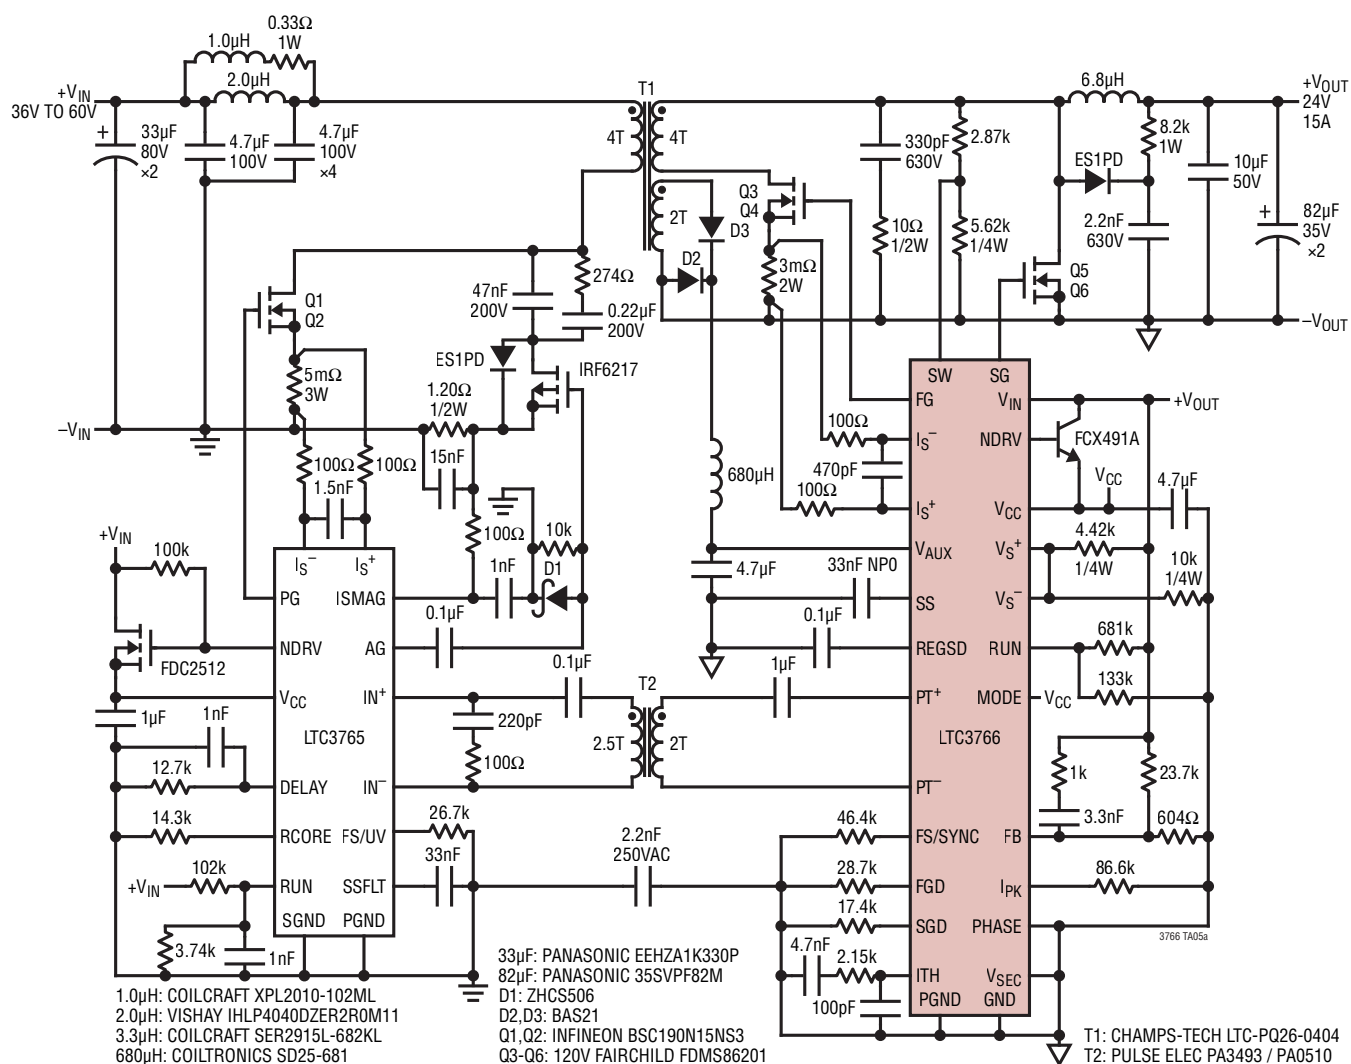 0.33Ω
1W
1.0µH
2.0µH
+VIN
36V TO 60V
33µF
80V
×2
4.7µF
100V
4.7µF
100V
×4
T1
4T
4T
2T
6.8µH
+VOUT
24V
15A
330pF
630V
2.87k
8.2k
1W
ES1PD
10µF
50V
Q3
Q4
D3
D2
10Ω
1/2W
5.62k
1/4W
2.2nF
630V
82µF
35V
×2
3mΩ
2W
Q5
Q6
–VOUT
274Ω
47nF
200V
0.22µF
200V
Q1
Q2
ES1PD
IRF6217
5mΩ
3W
1.20Ω
1/2W
–VIN
100Ω
100Ω
15nF
1.5nF
100Ω
10k
1nF
D1
680µH
100Ω
470pF
100Ω
SW
SG
FG
VIN
+VOUT
IS–
NDRV
FCX491A
VCC
4.7µF
IS+
VCC
VAUX
VS+
4.42k
1/4W
10k
1/4W
4.7µF
33nF NP0
SS
VS–
0.1µF
REGSD
RUN
681k
133k
1µF
PT+
MODE
VCC
LTC3766
PT–
1k
23.7k
3.3nF
604Ω
46.4k
FS/SYNC
FB
28.7k
FGD
IPK
86.6k
17.4k
SGD
PHASE
3766 TA05a
4.7nF
2.15k
ITH
VSEC
100pF
PGND
GND
+VIN
100k
IS–
IS+
PG
ISMAG
0.1µF
FDC2512
NDRV
AG
0.1µF
T2
VCC
IN+
1µF
1nF
LTC3765
220pF
2.5T
2T
100Ω
12.7k
DELAY
IN–
14.3k
RCORE
FS/UV
26.7k
33nF
2.2nF
250VAC
102k
+VIN
RUN
SSFLT
SGND
PGND
3.74k
1nF
1.0µH: COILCRAFT XPL2010-102ML
2.0µH: VISHAY IHLP4040DZER2R0M11
3.3µH: COILCRAFT SER2915L-682KL
680µH: COILTRONICS SD25-681
33µF: PANASONIC EEHZA1K330P
82µF: PANASONIC 35SVPF82M
D1: ZHCS506
D2,D3: BAS21
Q1,Q2: INFINEON BSC190N15NS3
Q3-Q6: 120V FAIRCHILD FDMS86201
T1: CHAMPS-TECH LTC-PQ26-0404
T2: PULSE ELEC PA3493 / PA0510